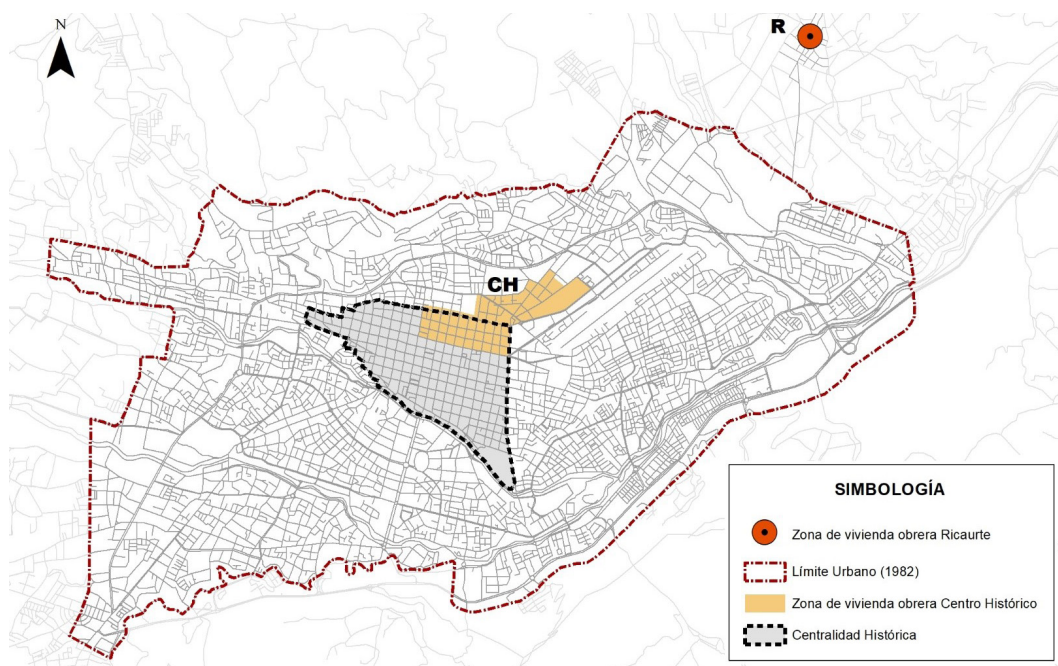 N
R
CH
SIMBOLOGÍA
Zona de vivienda obrera Ricaurte
Límite Urbano (1982)
Zona de vivienda obrera Centro Histórico
Centralidad Histórica